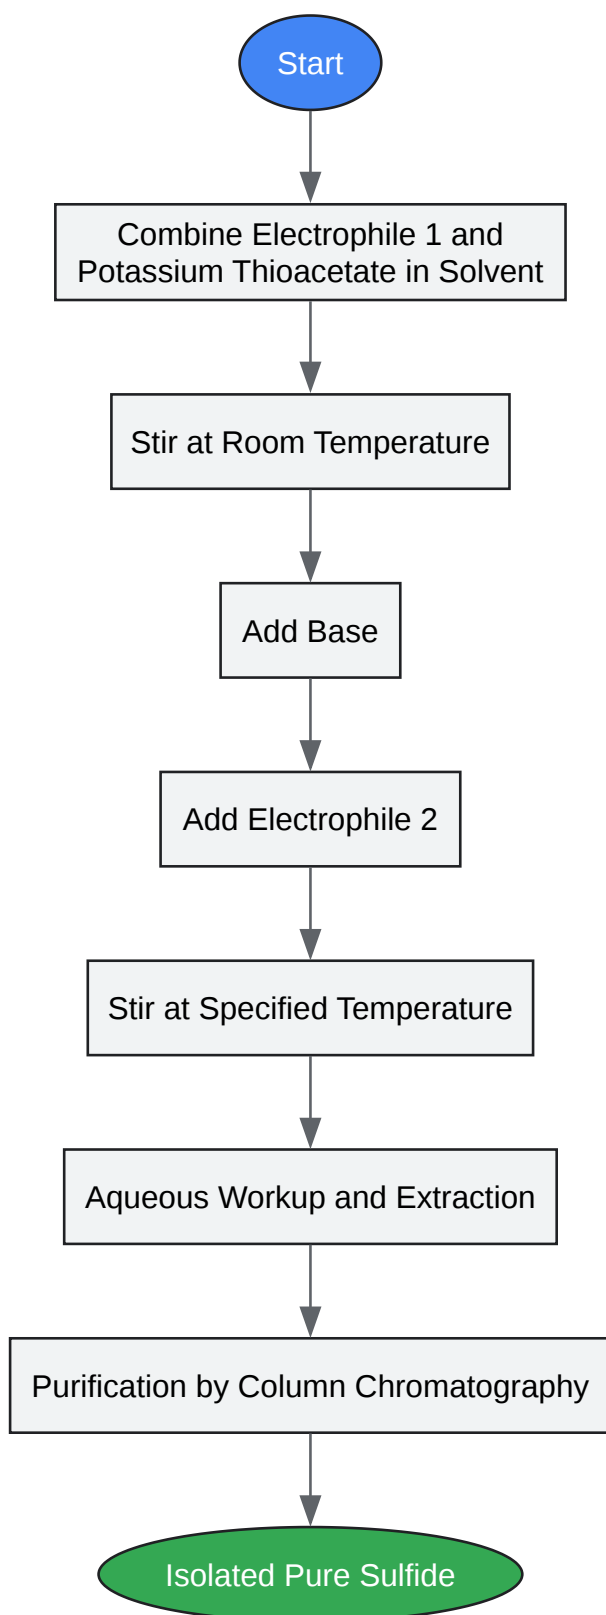 Start
Combine Electrophile 1 and
Potassium Thioacetate in Solvent
Stir at Room Temperature
Add Base
Add Electrophile 2
Stir at Specified Temperature
Aqueous Workup and Extraction
Purification by Column Chromatography
Isolated Pure Sulfide